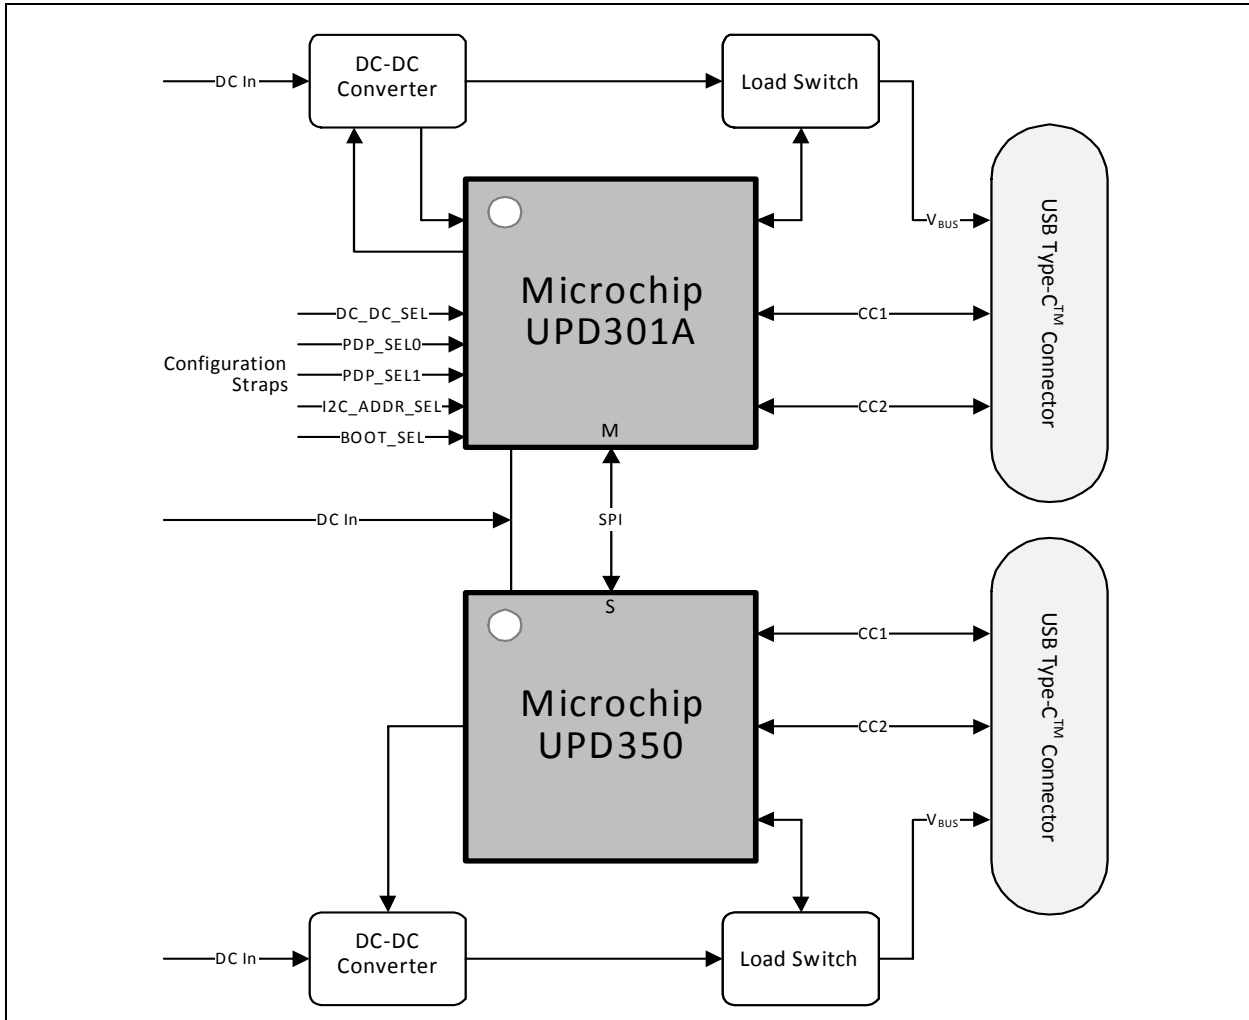 DC In
DC-DC
Converter
Load Switch
V_BUS
Microchip
UPD301A
USB Type-C™ Connector
DC_DC_SEL
PDP_SEL0
PDP_SEL1
I2C_ADDR_SEL
BOOT_SEL
Configuration
Straps
CC1
CC2
M
DC In
SPI
S
Microchip
UPD350
CC1
CC2
V_BUS
USB Type-C™ Connector
DC In
DC-DC
Converter
Load Switch